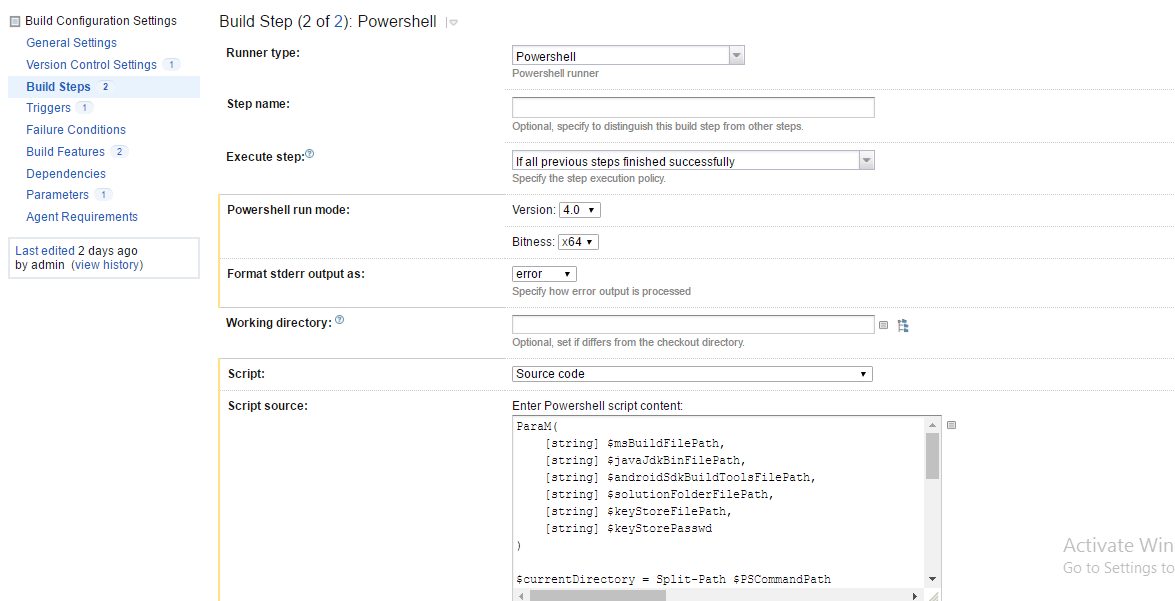 Build Configuration Settings
General Settings
Version Control Settings 1
Build Steps 2
Triggers 1
Failure Conditions
Build Features 2
Dependencies
Parameters 1
Agent Requirements
Last edited 2 days ago
by admin (view history)
Build Step (2 of 2): Powershell
Runner type:
Powershell
Powershell runner
Step name:
Optional, specify to distinguish this build step from other steps.
Execute step:
If all previous steps finished successfully
Specify the step execution policy.
Powershell run mode:
Version: 4.0
Bitness: x64
Format stderr output as:
error
Specify how error output is processed
Working directory:
Optional, set if differs from the checkout directory.
Script:
Source code
Script source:
Enter Powershell script content:
ParaM(
[string] $msBuildFilePath,
[string] $javaJdkBinFilePath,
[string] $androidSdkBuildToolsFilePath,
[string] $solutionFolderFilePath,
[string] $keyStoreFilePath,
[string] $keyStorePasswd
)
$currentDirectory = Split-Path $PSCommandPath
Activate Win
Go to Settings to